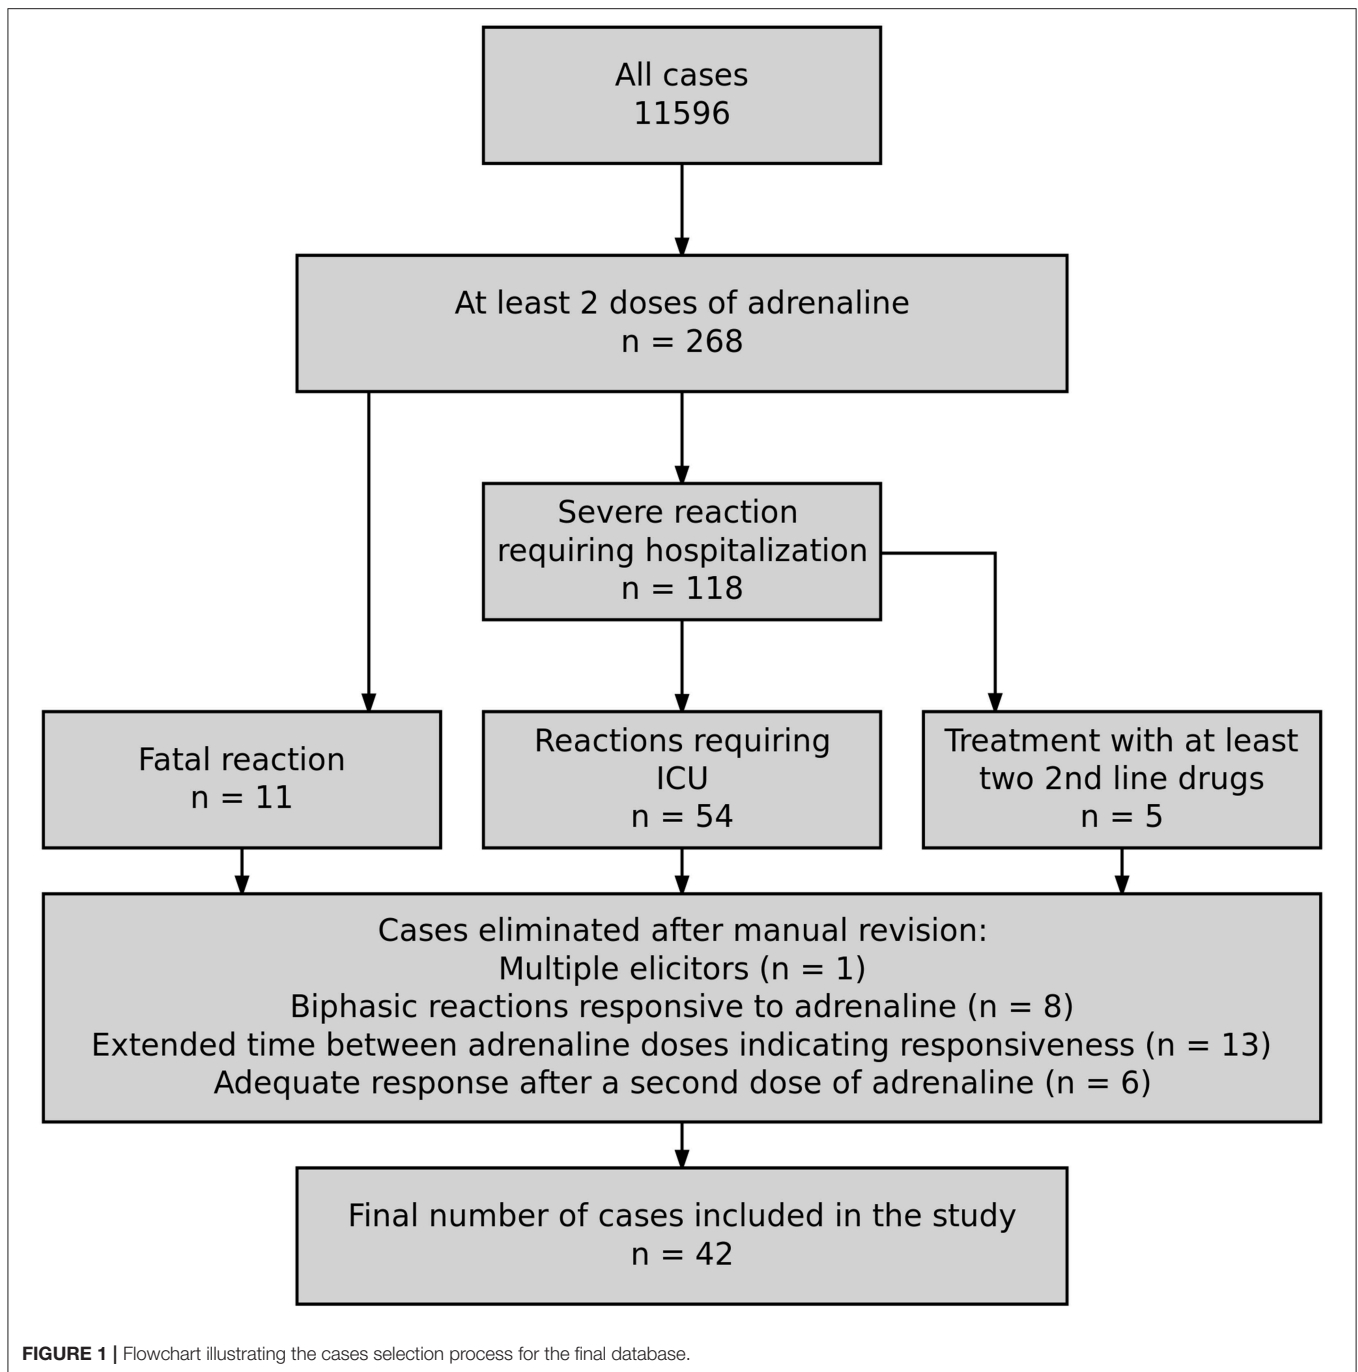 All cases
11596
At least 2 doses of adrenaline
n = 268
Severe reaction
requiring hospitalization
n = 118
Fatal reaction
n = 11
Reactions requiring
ICU
n = 54
Treatment with at least
two 2nd line drugs
n = 5
Cases eliminated after manual revision:
Multiple elicitors (n = 1)
Biphasic reactions responsive to adrenaline (n = 8)
Extended time between adrenaline doses indicating responsiveness (n = 13)
Adequate response after a second dose of adrenaline (n = 6)
Final number of cases included in the study
n = 42
FIGURE 1 | Flowchart illustrating the cases selection process for the final database.